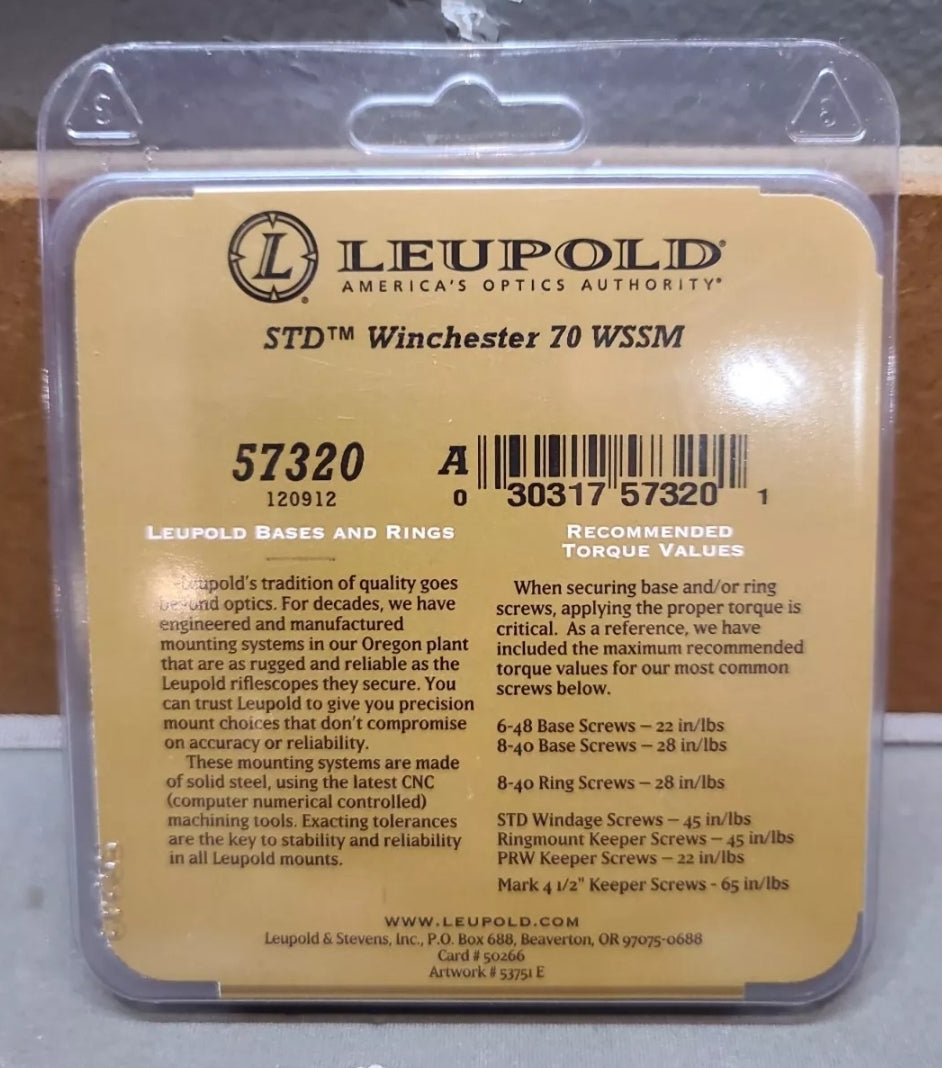 L
LEUPOLD®
AMERICA'S OPTICS AUTHORITY®
STD™ Winchester 70 WSSM
57320
120912
A
0 30317 57320 1
LEUPOLD BASES AND RINGS
Leupold's tradition of quality goes
beyond optics. For decades, we have
engineered and manufactured
mounting systems in our Oregon plant
that are as rugged and reliable as the
Leupold riflescopes they secure. You
can trust Leupold to give you precision
mount choices that don't compromise
on accuracy or reliability.
These mounting systems are made
of solid steel, using the latest CNC
(computer numerical controlled)
machining tools. Exacting tolerances
are the key to stability and reliability
in all Leupold mounts.
RECOMMENDED
TORQUE VALUES
When securing base and/or ring
screws, applying the proper torque is
critical. As a reference, we have
included the maximum recommended
torque values for our most common
screws below.
6-48 Base Screws – 22 in/lbs
8-40 Base Screws – 28 in/lbs
8-40 Ring Screws – 28 in/lbs
STD Windage Screws – 45 in/lbs
Ringmount Keeper Screws – 45 in/lbs
PRW Keeper Screws – 22 in/lbs
Mark 4 1/2" Keeper Screws - 65 in/lbs
WWW.LEUPOLD.COM
Leupold & Stevens, Inc., P.O. Box 688, Beaverton, OR 97075-0688
Card # 50266
Artwork # 53751 E